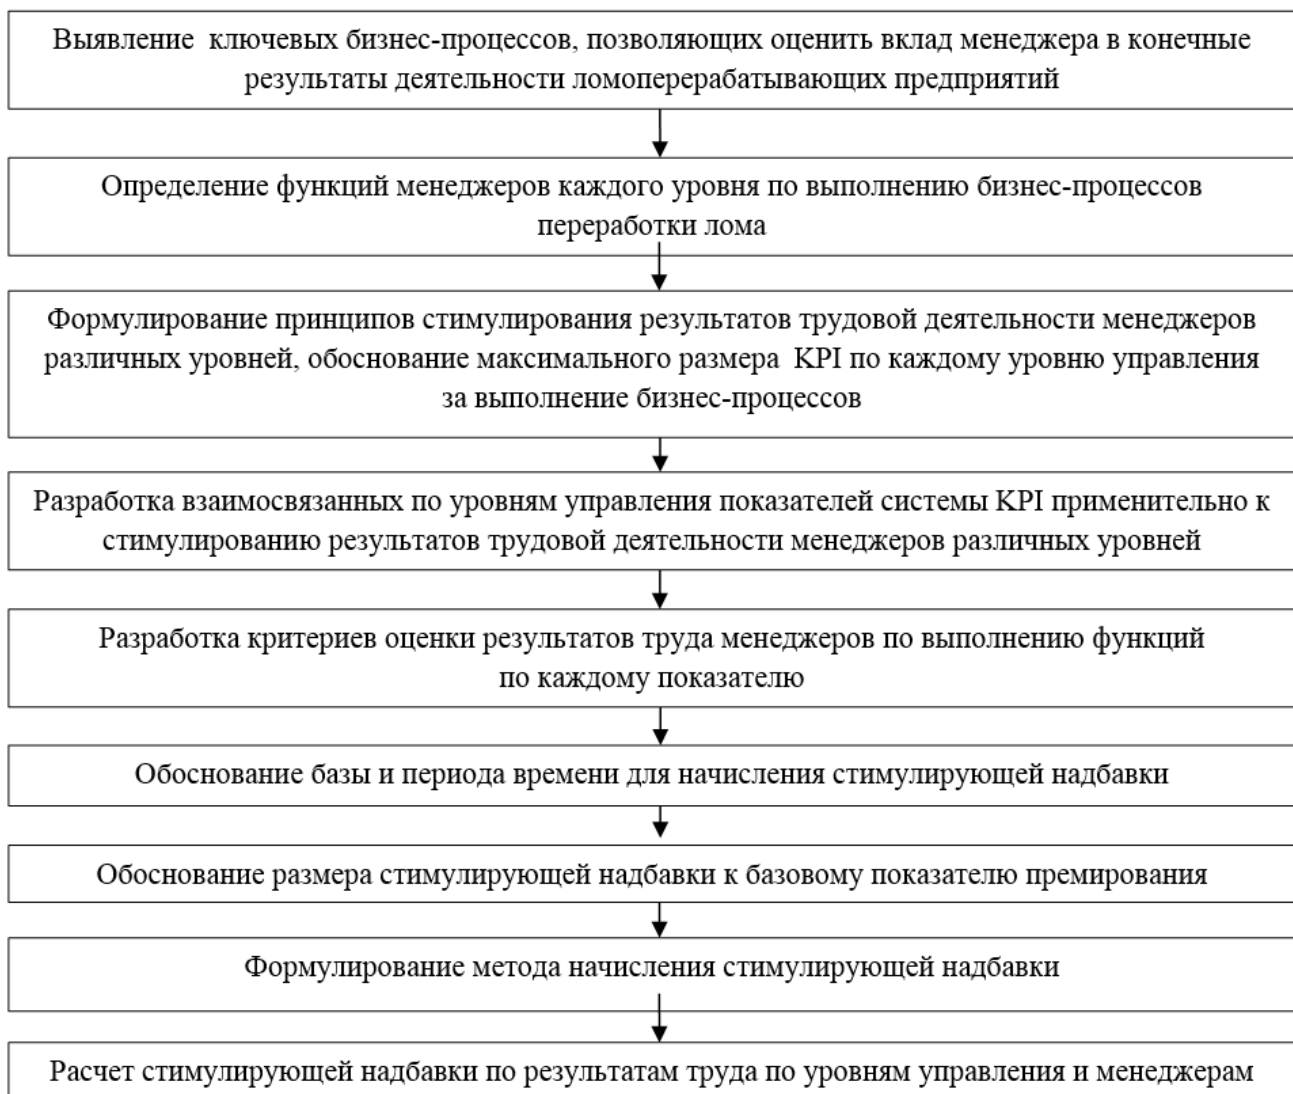 Выявление ключевых бизнес-процессов, позволяющих оценить вклад менеджера в конечные
результаты деятельности ломоперерабатывающих предприятий
Определение функций менеджеров каждого уровня по выполнению бизнес-процессов
переработки лома
Формулирование принципов стимулирования результатов трудовой деятельности менеджеров
различных уровней, обоснование максимального размера KPI по каждому уровню управления
за выполнение бизнес-процессов
Разработка взаимосвязанных по уровням управления показателей системы KPI применительно к
стимулированию результатов трудовой деятельности менеджеров различных уровней
Разработка критериев оценки результатов труда менеджеров по выполнению функций
по каждому показателю
Обоснование базы и периода времени для начисления стимулирующей надбавки
Обоснование размера стимулирующей надбавки к базовому показателю премирования
Формулирование метода начисления стимулирующей надбавки
Расчет стимулирующей надбавки по результатам труда по уровням управления и менеджерам